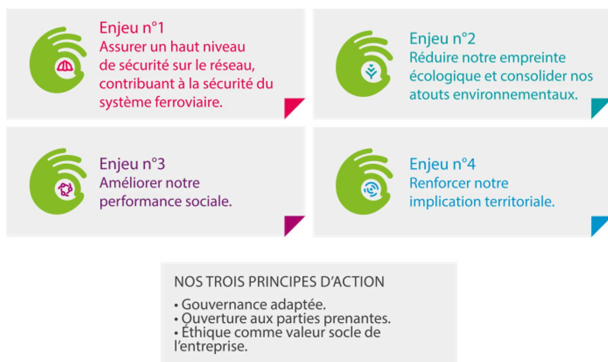 Enjeu n°1
Assurer un haut niveau
de sécurité sur le réseau,
contribuant à la sécurité du
système ferroviaire.
Enjeu n°2
Réduire notre empreinte
écologique et consolider nos
atouts environnementaux.
Enjeu n°3
Améliorer notre
performance sociale.
Enjeu n°4
Renforcer notre
implication territoriale.
NOS TROIS PRINCIPES D'ACTION
• Gouvernance adaptée.
• Ouverture aux parties prenantes.
• Éthique comme valeur socle de
l'entreprise.